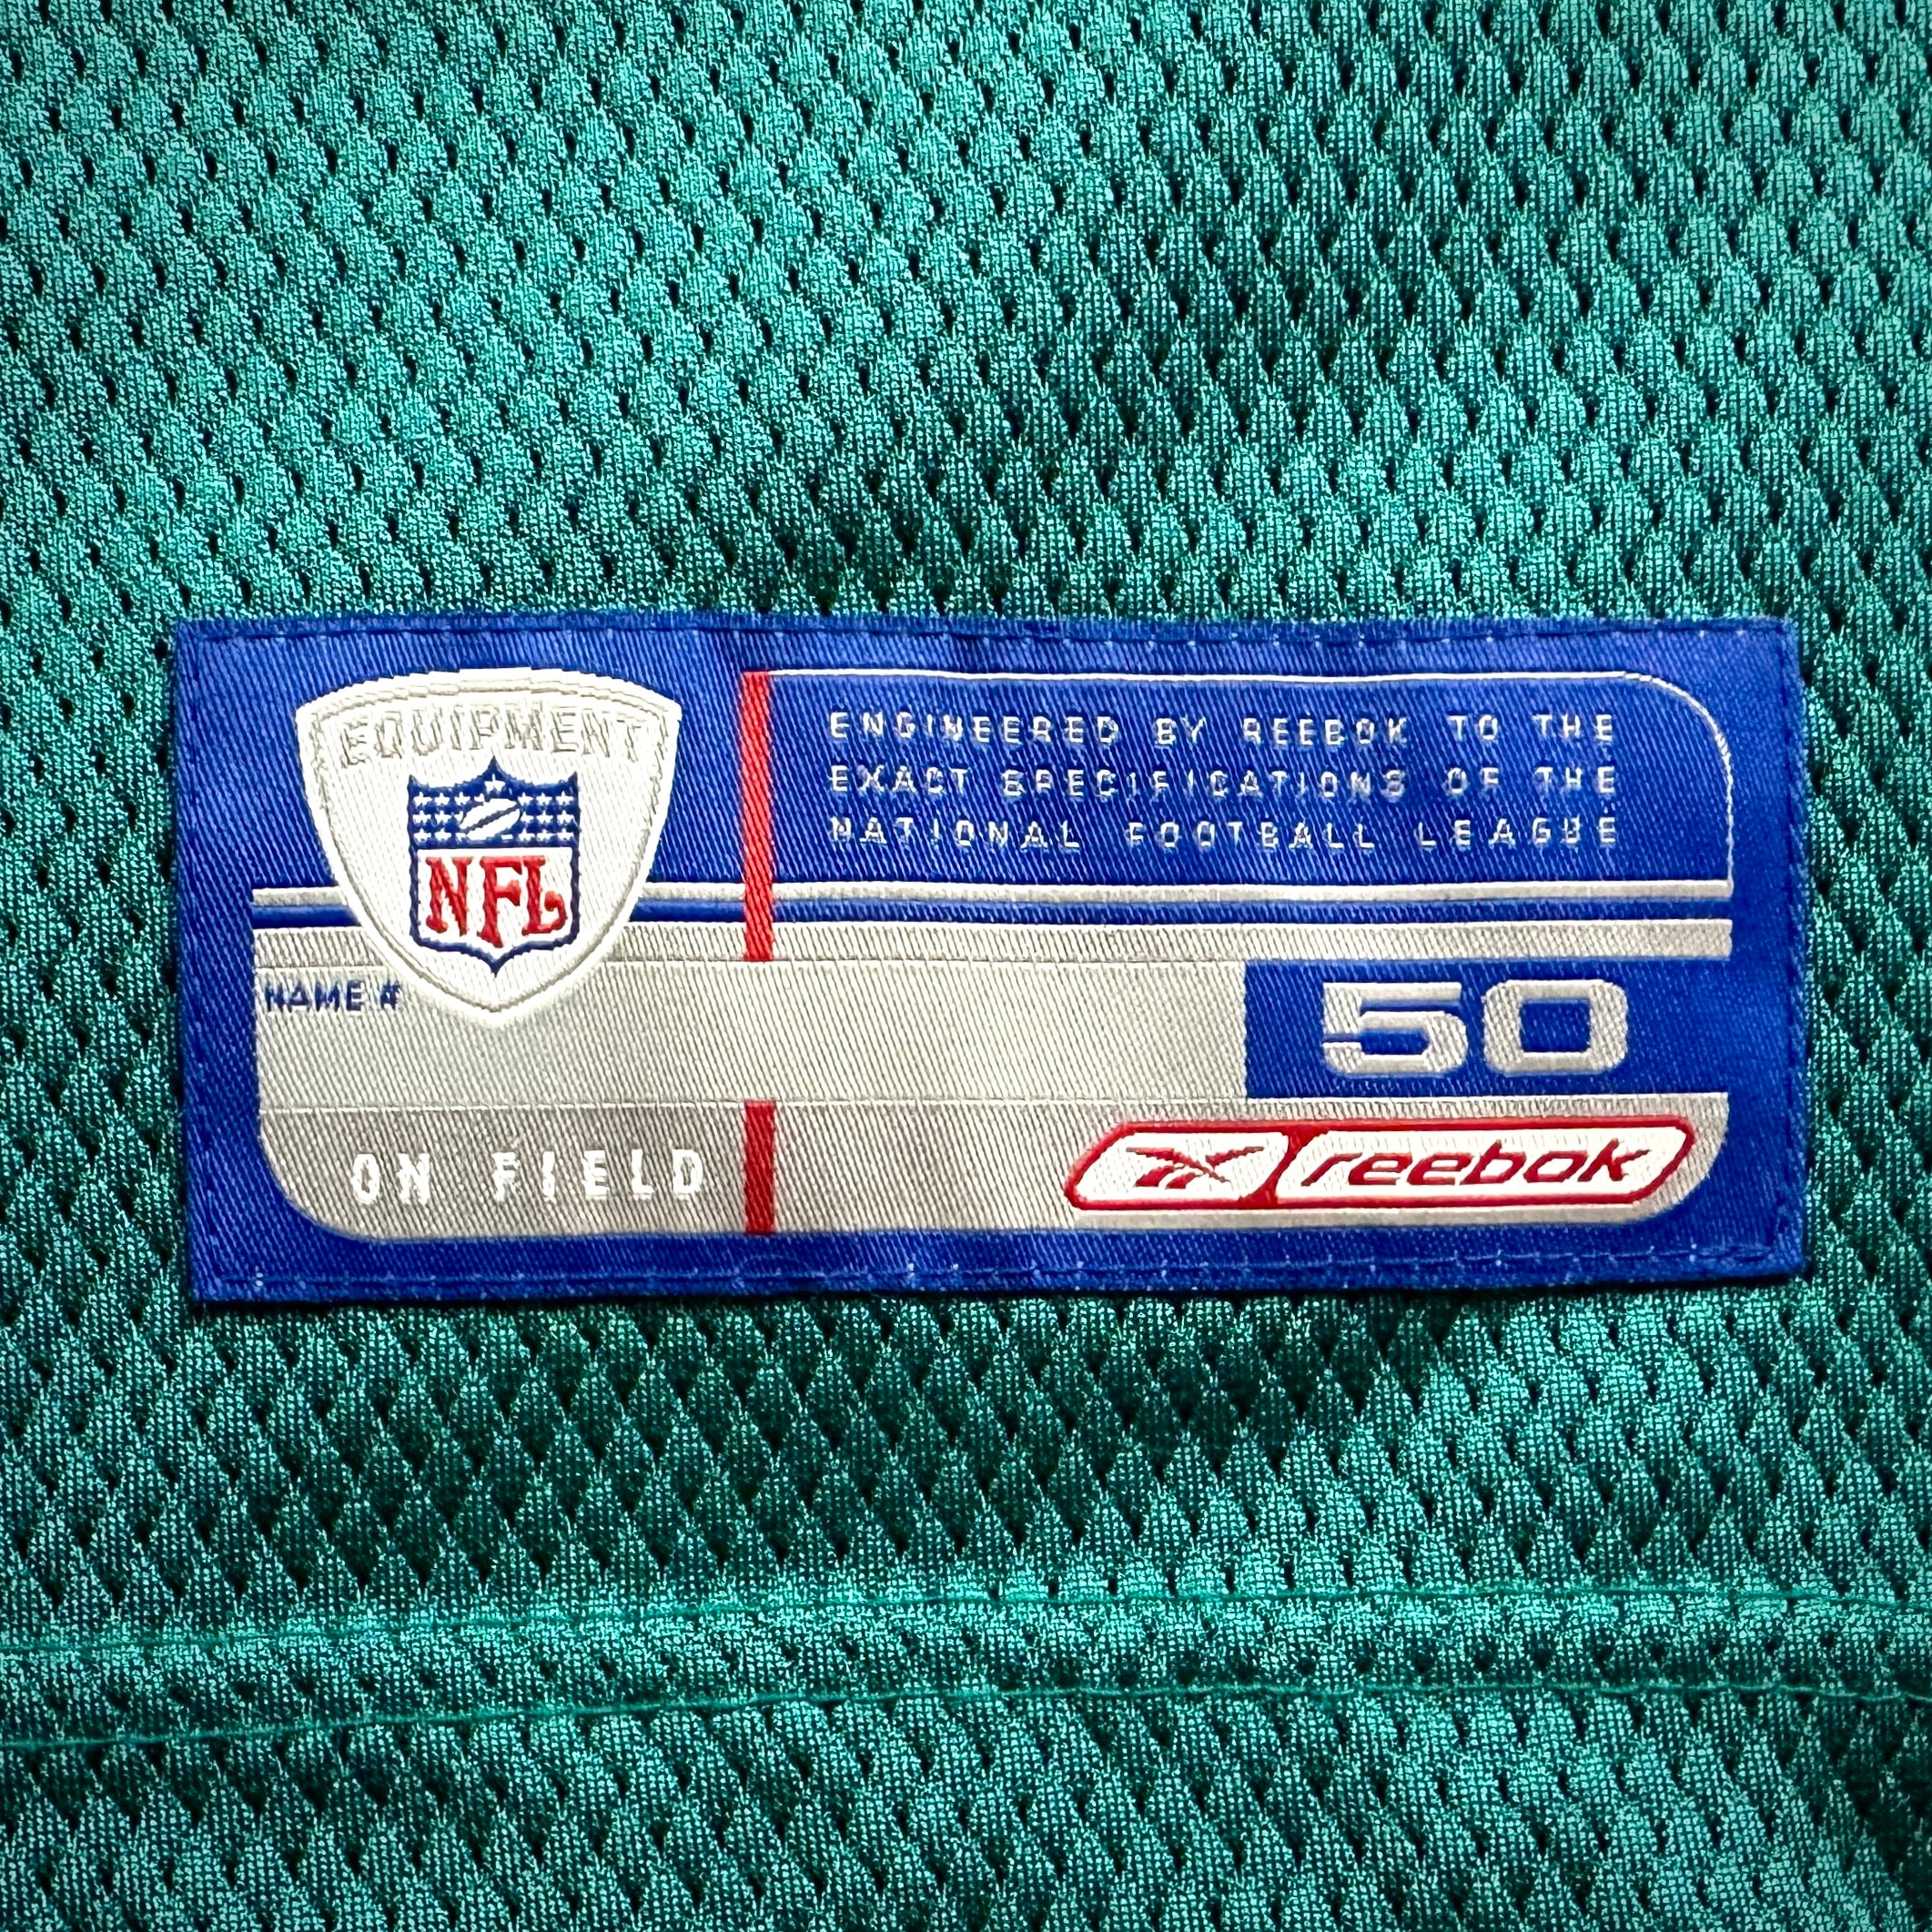 EQUIPMENT
NFL
ENGINEERED BY REEBOK TO THE
EXACT SPECIFICATIONS OF THE
NATIONAL FOOTBALL LEAGUE
NAME #
50
ON FIELD
reebok